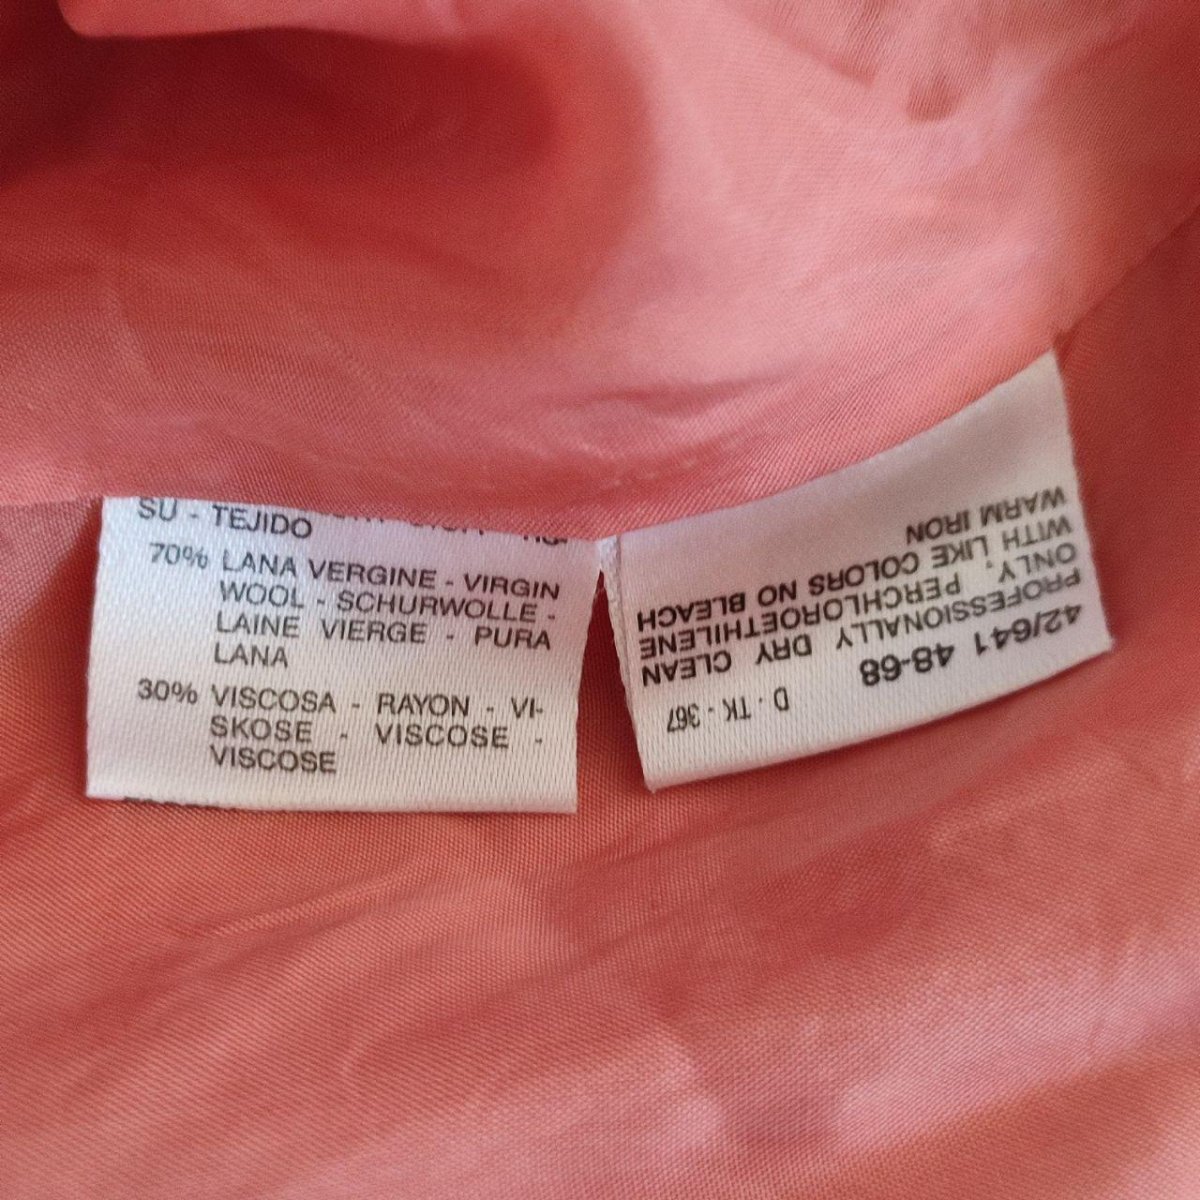 SU - TEJIDO
70% LANA VERGINE - VIRGIN
WOOL - SCHURWOLLE -
LAINE VIERGE - PURA
LANA
30% VISCOSA - RAYON - VI-
SKOSE - VISCOSE -
VISCOSE
42/641 48-68
PROFESSIONALLY DRY CLEAN
ONLY. PERCHLOROETHILENE
WITH LIKE COLORS NO BLEACH
WARM IRON
D - TK - 367